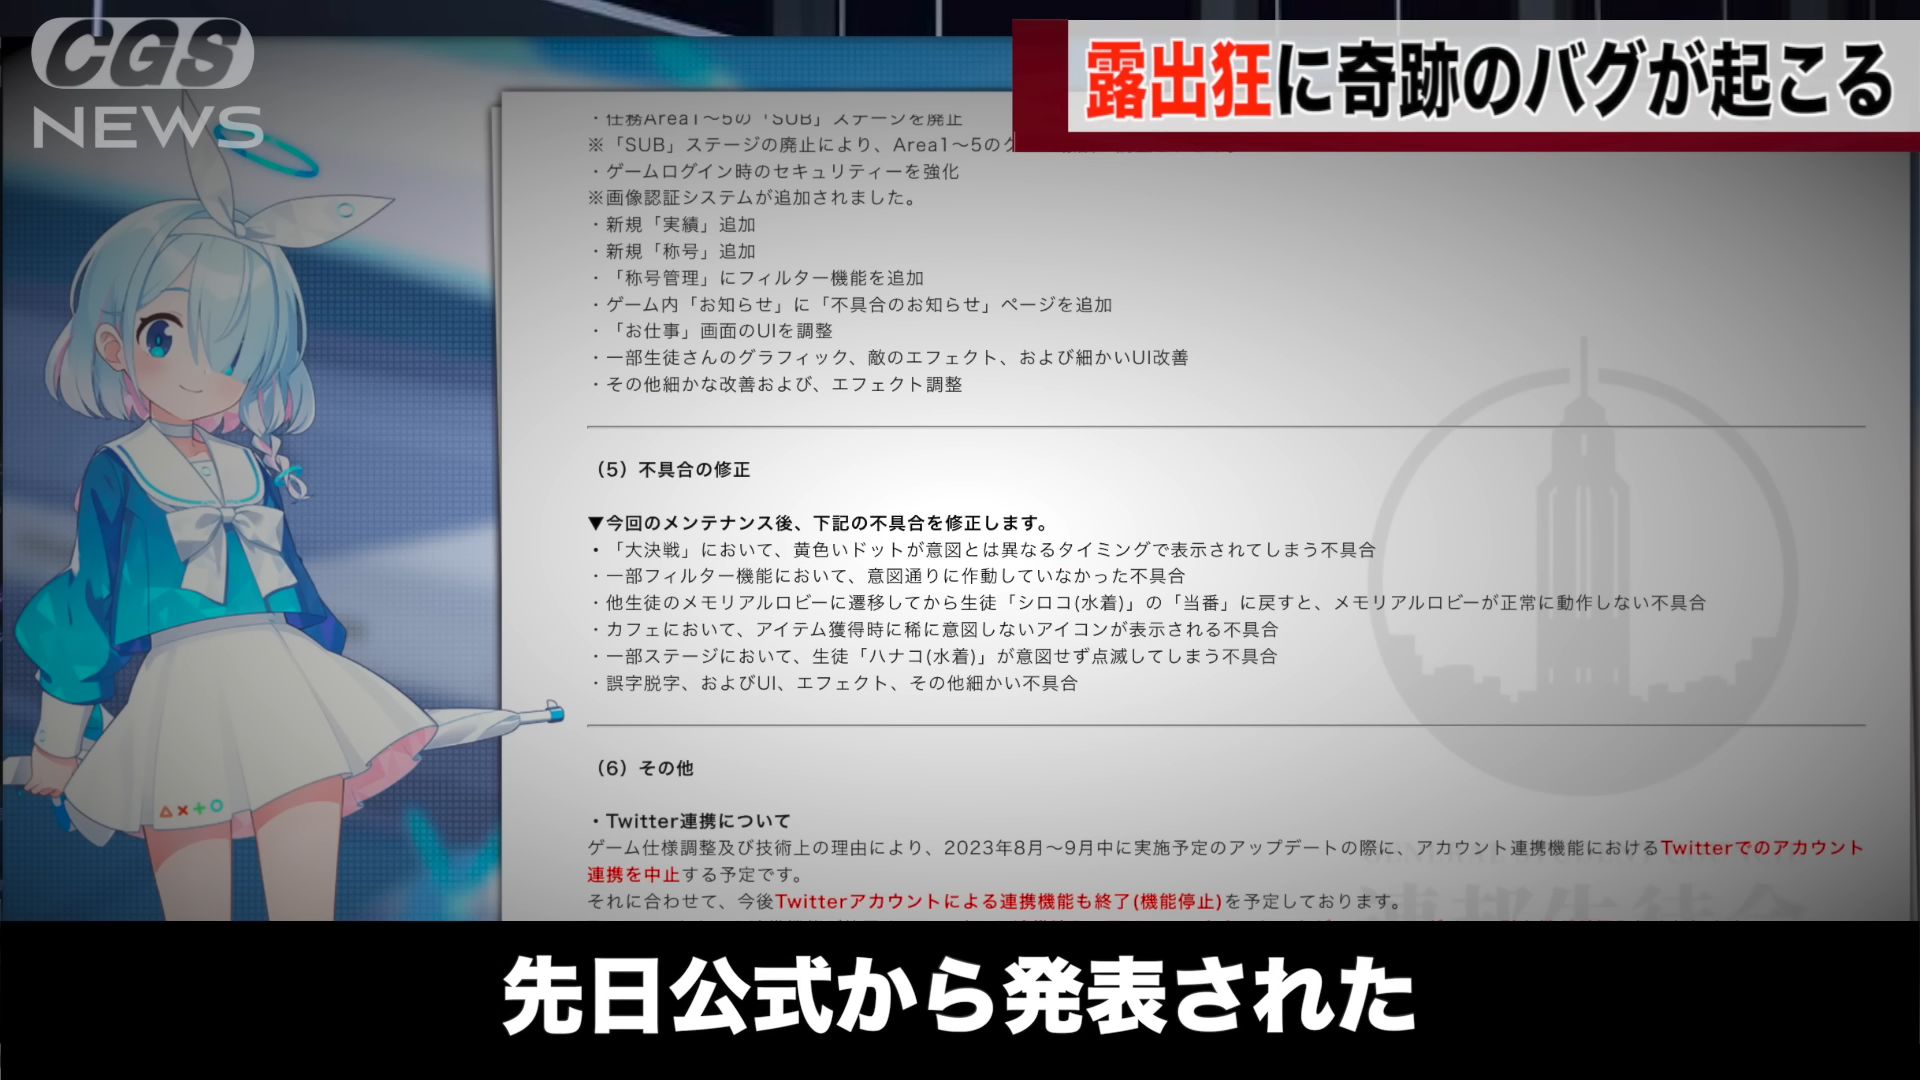 CGS
NEWS
露出狂に奇跡のバグが起こる
・任務Area1～5の「SUB」ステージを廃止
※「SUB」ステージの廃止により、Area1～5の
・ゲームログイン時のセキュリティーを強化
※画像認証システムが追加されました。
・新規「実績」追加
・新規「称号」追加
・「称号管理」にフィルター機能を追加
・ゲーム内「お知らせ」に「不具合のお知らせ」ページを追加
・「お仕事」画面のUIを調整
・一部生徒さんのグラフィック、敵のエフェクト、および細かいUI改善
・その他細かな改善および、エフェクト調整
（5）不具合の修正
▼今回のメンテナンス後、下記の不具合を修正します。
・「大決戦」において、黄色いドットが意図とは異なるタイミングで表示されてしまう不具合
・一部フィルター機能において、意図通りに作動していなかった不具合
・他生徒のメモリアルロビーに遷移してから生徒「シロコ(水着)」の「当番」に戻すと、メモリアルロビーが正常に動作しない不具合
・カフェにおいて、アイテム獲得時に稀に意図しないアイコンが表示される不具合
・一部ステージにおいて、生徒「ハナコ(水着)」が意図せず点滅してしまう不具合
・誤字脱字、およびUI、エフェクト、その他細かい不具合
（6）その他
・Twitter連携について
ゲーム仕様調整及び技術上の理由により、2023年8月～9月中に実施予定のアップデートの際に、アカウント連携機能におけるTwitterでのアカウント
連携を中止する予定です。
それに合わせて、今後Twitterアカウントによる連携機能も終了(機能停止)を予定しております。
連邦生徒会
先日公式から発表された